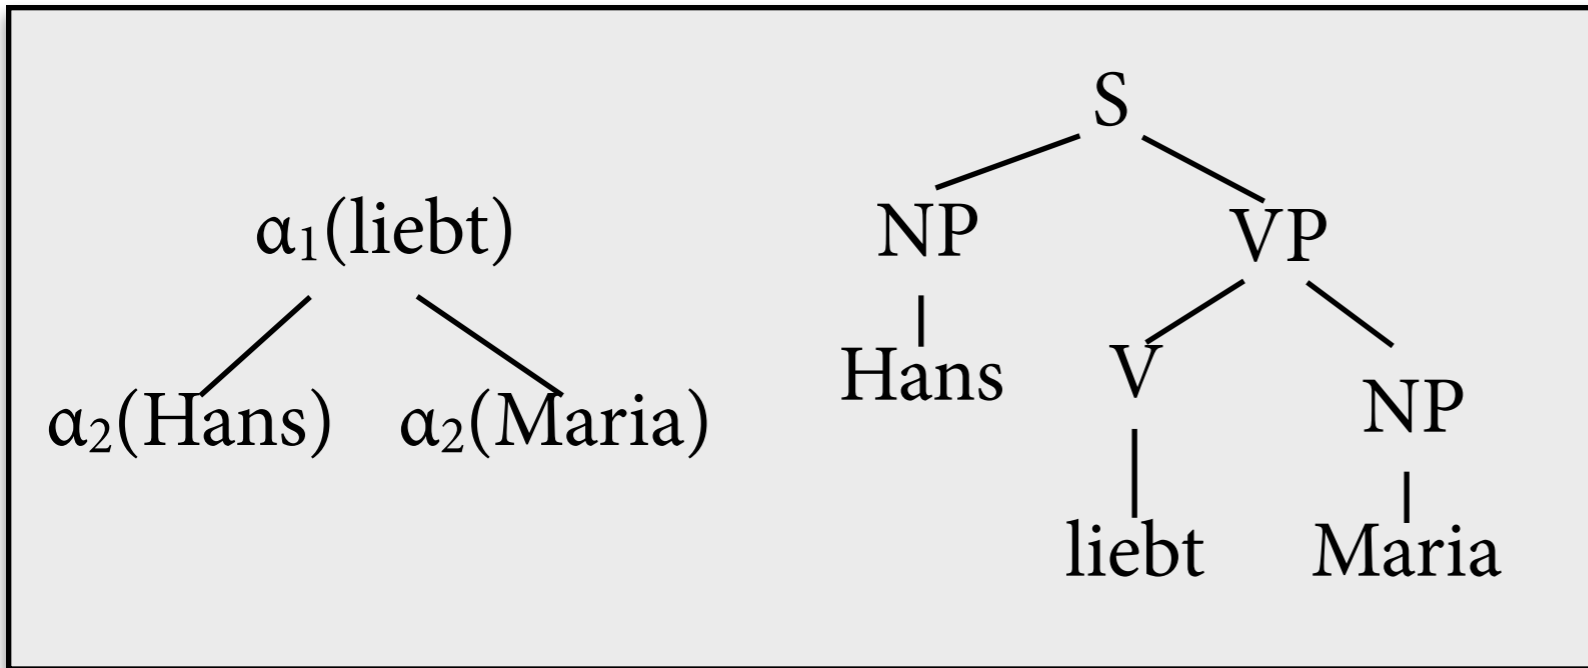 S
α₁(liebt)
NP VP
Hans V
α₂(Hans) α₂(Maria)
NP
liebt Maria